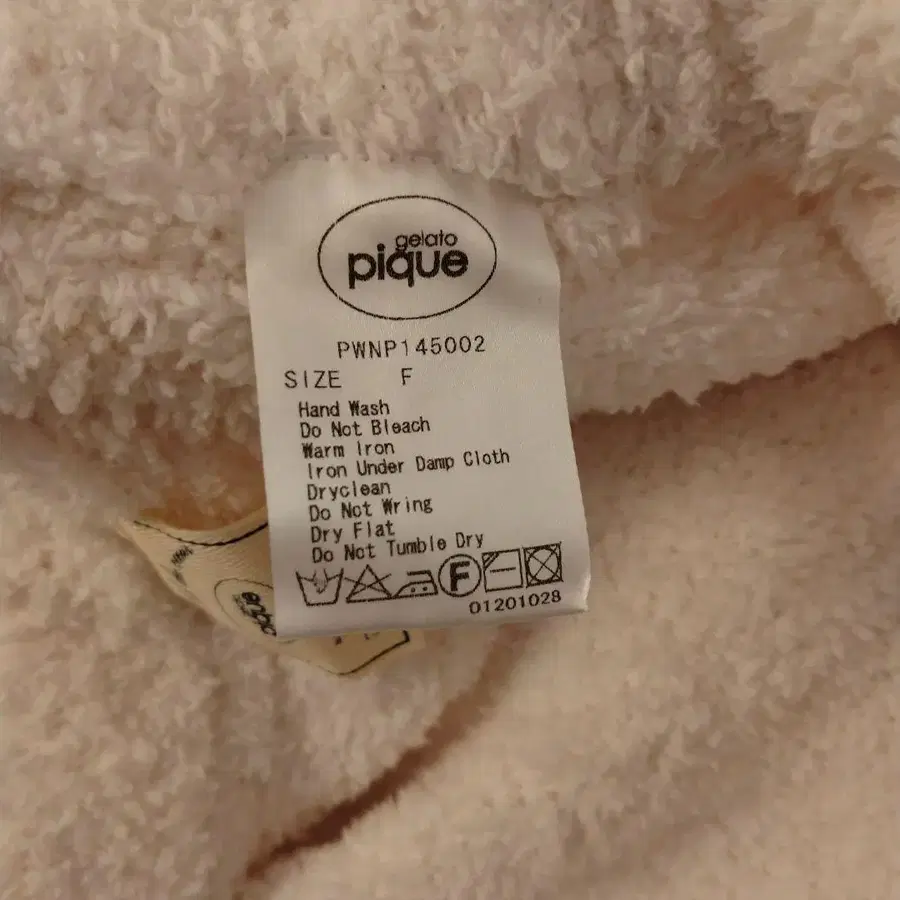 gelato
pique
PWNP145002
SIZE F
Hand Wash
Do Not Bleach
Warm Iron
Iron Under Damp Cloth
Dryclean
Do Not Wring
Dry Flat
Do Not Tumble Dry
F
01201028